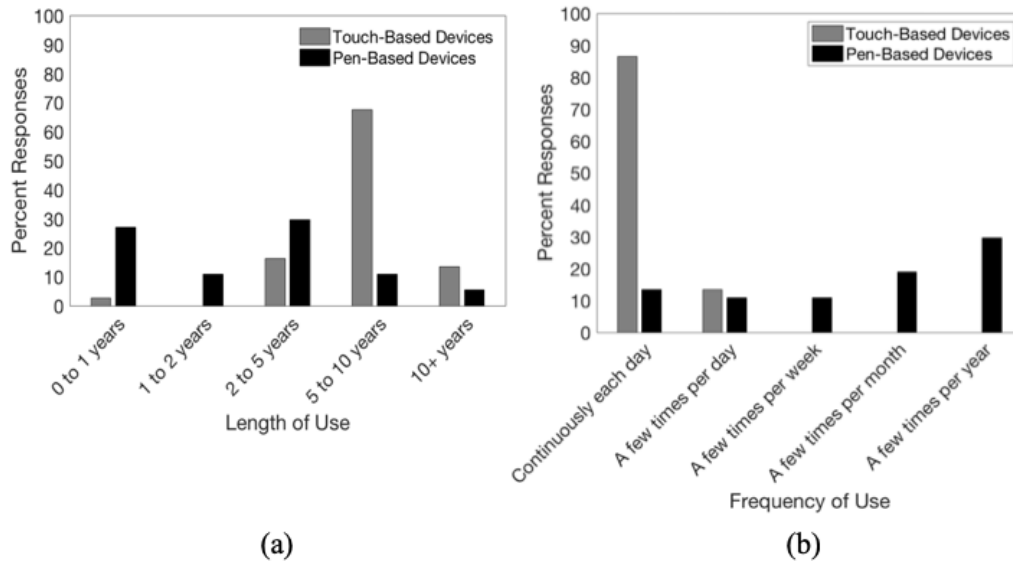 100
90
80
70
60
50
40
30
20
10
0
Percent Responses
Touch-Based Devices
Pen-Based Devices
0 to 1 years
1 to 2 years
2 to 5 years
5 to 10 years
10+ years
Length of Use
(a)
100
90
80
70
60
50
40
30
20
10
0
Percent Responses
Touch-Based Devices
Pen-Based Devices
Continuously each day
A few times per day
A few times per week
A few times per month
A few times per year
Frequency of Use
(b)